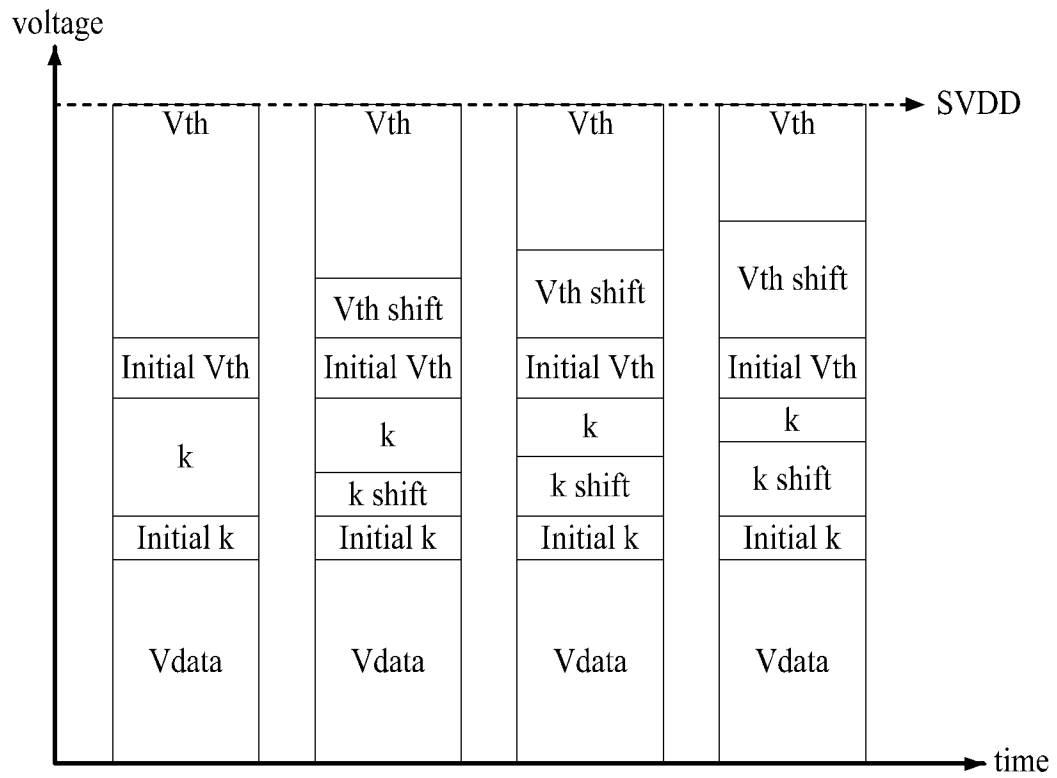 voltage
SVDD
Vth
Vth
Vth
Vth
Vth shift
Vth shift
Vth shift
Initial Vth
Initial Vth
Initial Vth
Initial Vth
k
k
k
k
k shift
k shift
k shift
Initial k
Initial k
Initial k
Initial k
Vdata
Vdata
Vdata
Vdata
time